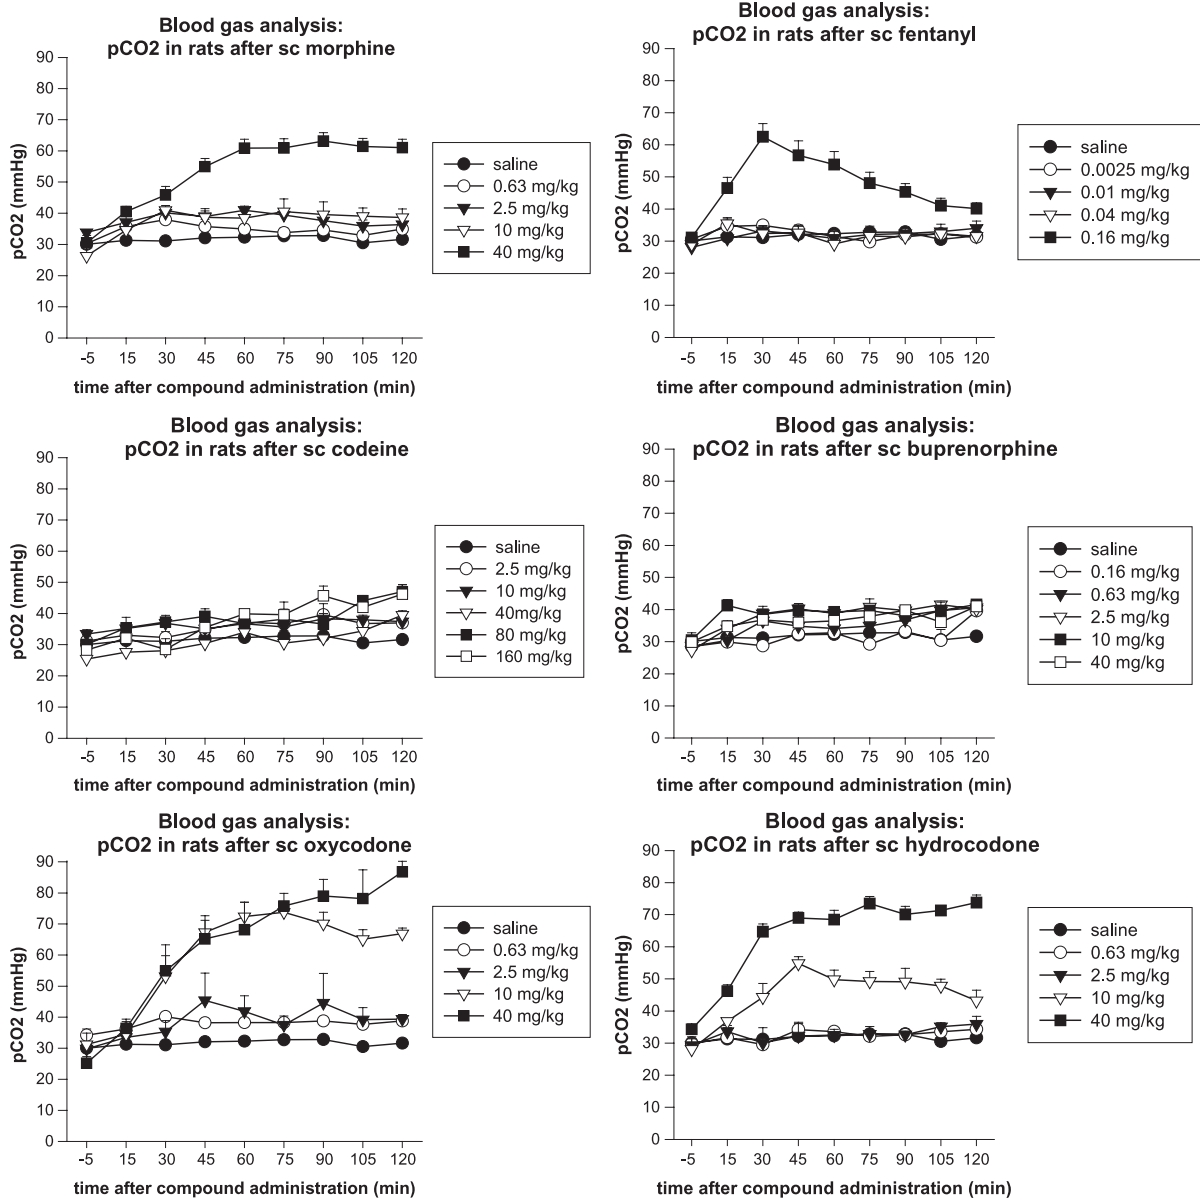 Blood gas analysis:
pCO2 in rats after sc morphine
90
80
70
60
50
40
30
20
10
0
pCO2 (mmHg)
-5 15 30 45 60 75 90 105 120
time after compound administration (min)
saline
0.63 mg/kg
2.5 mg/kg
10 mg/kg
40 mg/kg
Blood gas analysis:
pCO2 in rats after sc fentanyl
90
80
70
60
50
40
30
20
10
0
pCO2 (mmHg)
-5 15 30 45 60 75 90 105 120
time after compound administration (min)
saline
0.0025 mg/kg
0.01 mg/kg
0.04 mg/kg
0.16 mg/kg
Blood gas analysis:
pCO2 in rats after sc codeine
90
80
70
60
50
40
30
20
10
0
pCO2 (mmHg)
-5 15 30 45 60 75 90 105 120
time after compound administration (min)
saline
2.5 mg/kg
10 mg/kg
40mg/kg
80 mg/kg
160 mg/kg
Blood gas analysis:
pCO2 in rats after sc buprenorphine
90
80
70
60
50
40
30
20
10
0
pCO2 (mmHg)
-5 15 30 45 60 75 90 105 120
time after compound administration (min)
saline
0.16 mg/kg
0.63 mg/kg
2.5 mg/kg
10 mg/kg
40 mg/kg
Blood gas analysis:
pCO2 in rats after sc oxycodone
90
80
70
60
50
40
30
20
10
0
pCO2 (mmHg)
-5 15 30 45 60 75 90 105 120
time after compound administration (min)
saline
0.63 mg/kg
2.5 mg/kg
10 mg/kg
40 mg/kg
Blood gas analysis:
pCO2 in rats after sc hydrocodone
90
80
70
60
50
40
30
20
10
0
pCO2 (mmHg)
-5 15 30 45 60 75 90 105 120
time after compound administration (min)
saline
0.63 mg/kg
2.5 mg/kg
10 mg/kg
40 mg/kg